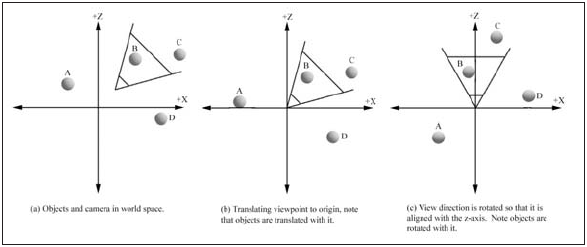 +Z
B
C
A
+X
D
(a) Objects and camera in world space.
+Z
C
B
A
+X
D
(b) Translating viewpoint to origin, note
that objects are translated with it.
+Z
C
B
+X
D
A
(c) View direction is rotated so that it is
aligned with the z-axis. Note objects are
rotated with it.